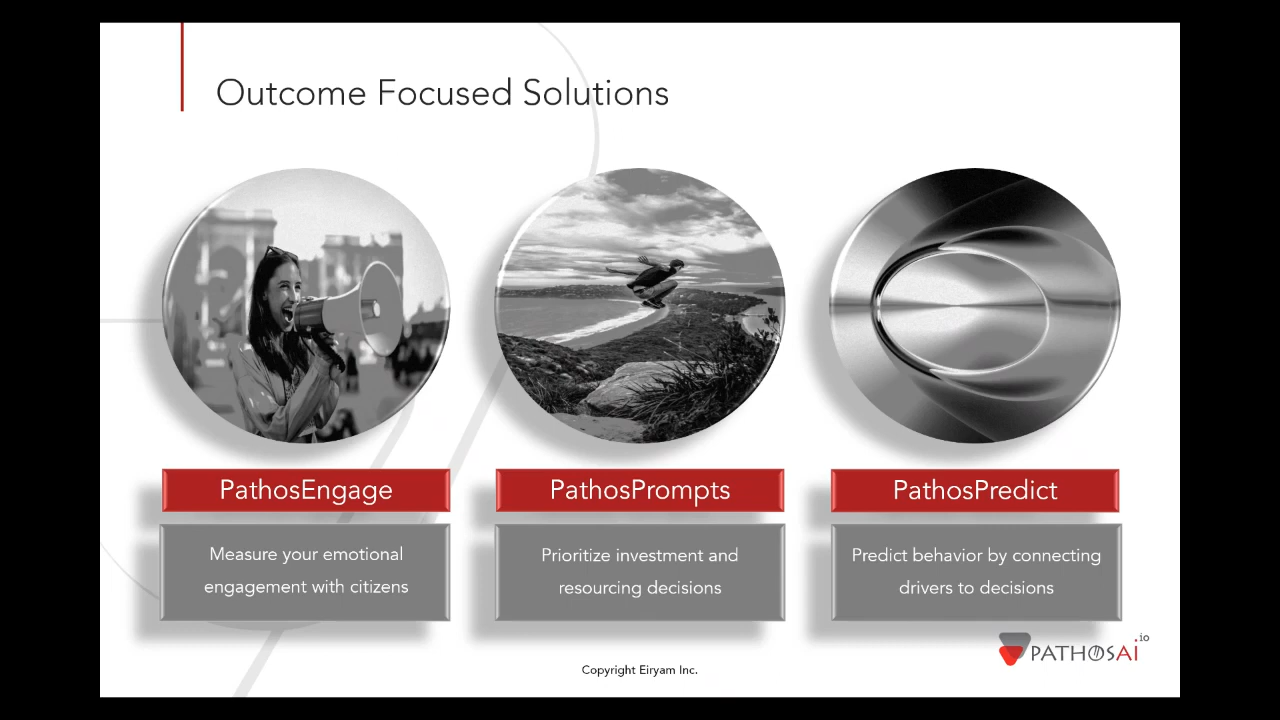 Outcome Focused Solutions
PathosEngage
PathosPrompts
PathosPredict
Measure your emotional
engagement with citizens
Prioritize investment and
resourcing decisions
Predict behavior by connecting
drivers to decisions
PATHOSAi io
Copyright Eiryam Inc.